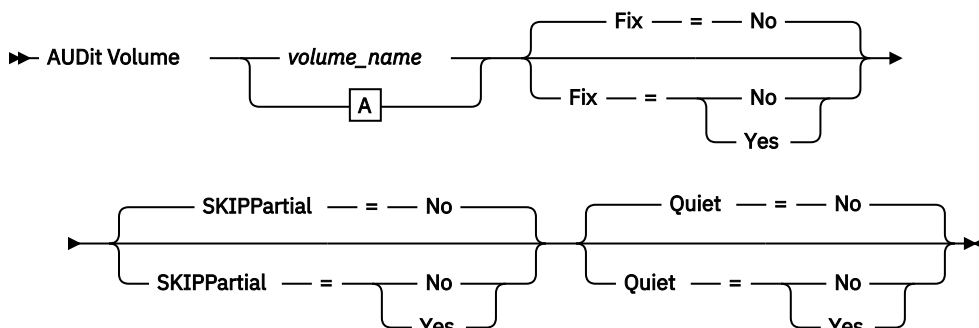 Fix = No
AUDit Volume volume_name
A
Fix = No
Yes
SKIPPartial = No Quiet = No
SKIPPartial = No Quiet = No
Yes Yes